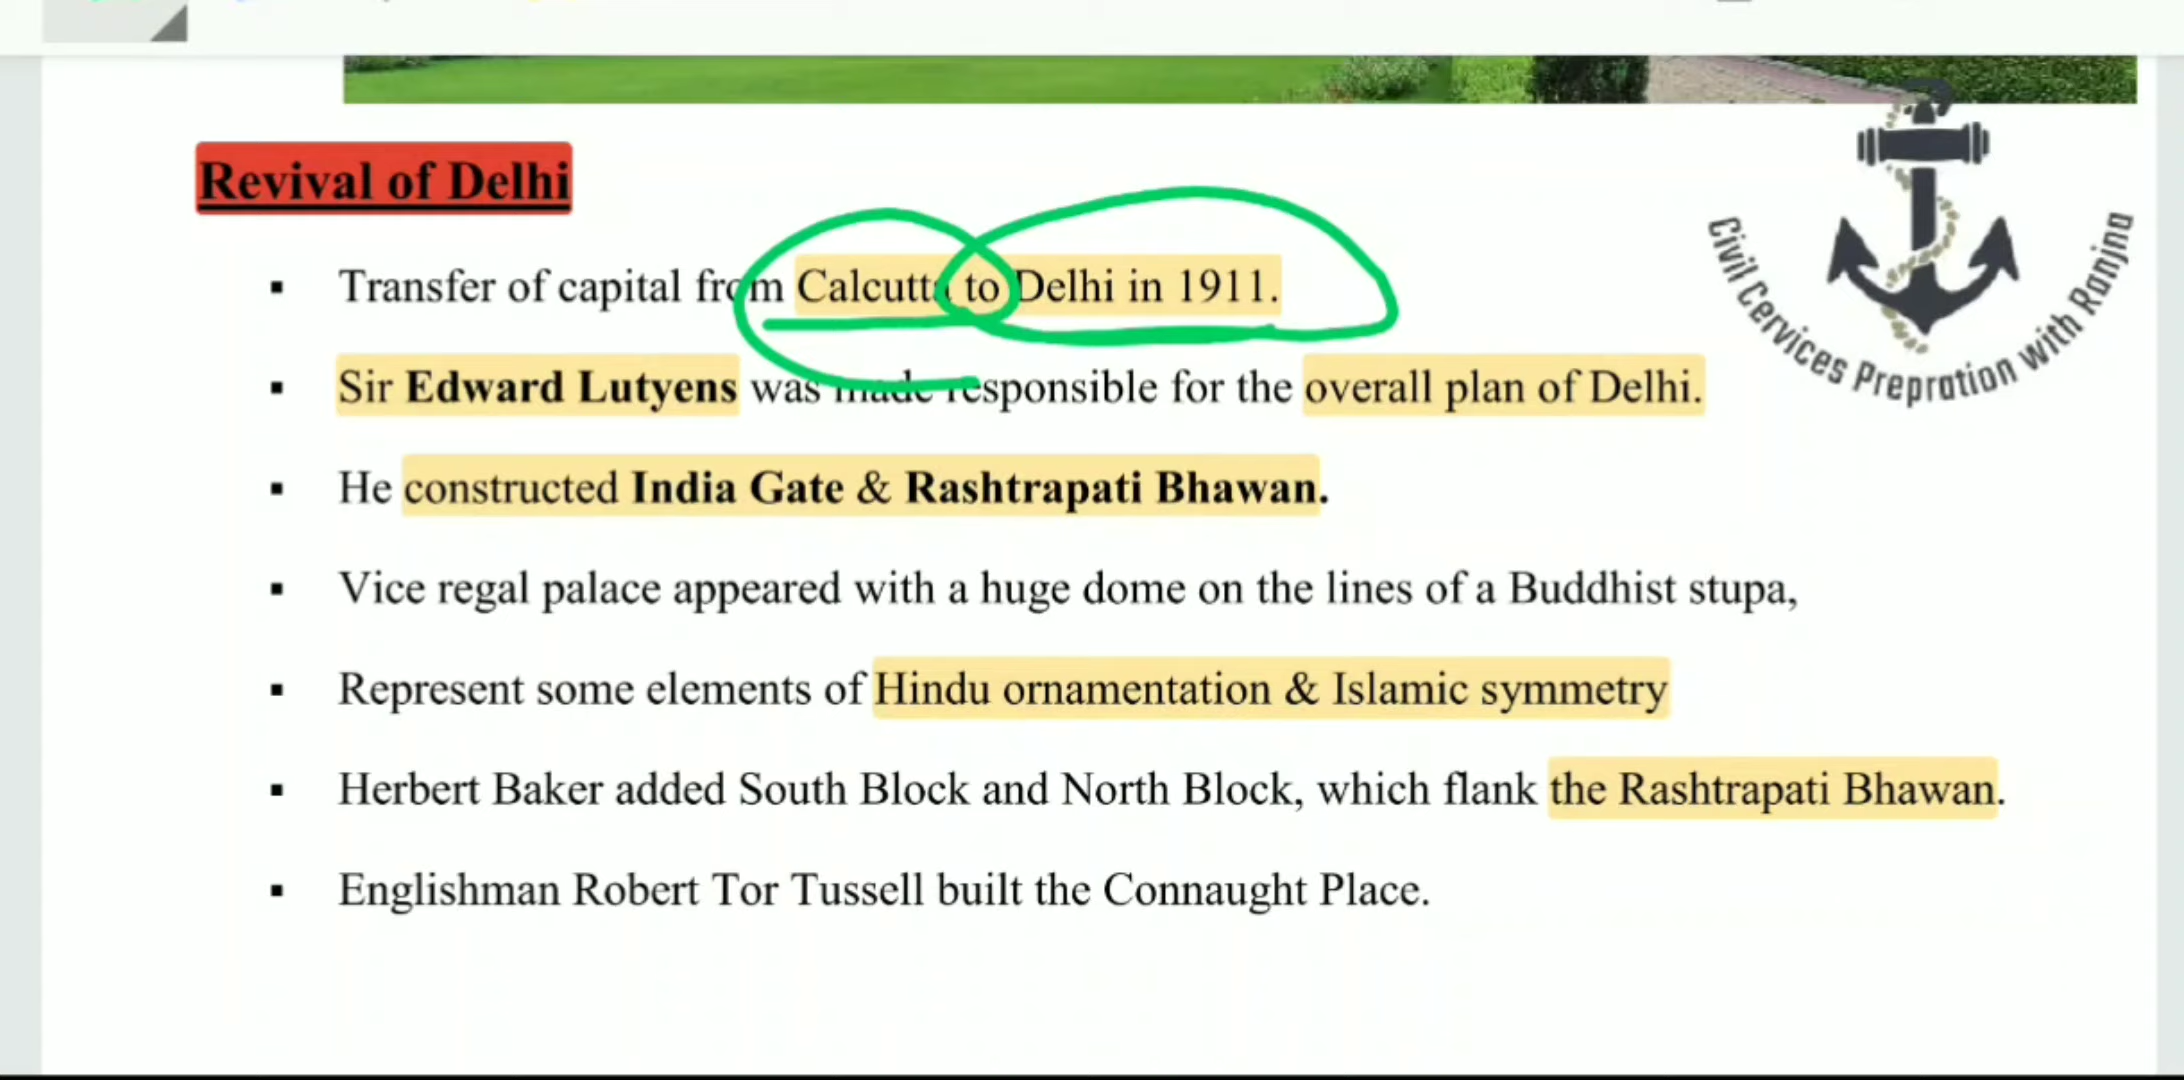 Revival of Delhi
▪ Transfer of capital from Calcutta to Delhi in 1911.
▪ Sir Edward Lutyens was made responsible for the overall plan of Delhi.
▪ He constructed India Gate & Rashtrapati Bhawan.
▪ Vice regal palace appeared with a huge dome on the lines of a Buddhist stupa,
▪ Represent some elements of Hindu ornamentation & Islamic symmetry
▪ Herbert Baker added South Block and North Block, which flank the Rashtrapati Bhawan.
▪ Englishman Robert Tor Tussell built the Connaught Place.
Civil Cervices Prepration with Ranjna